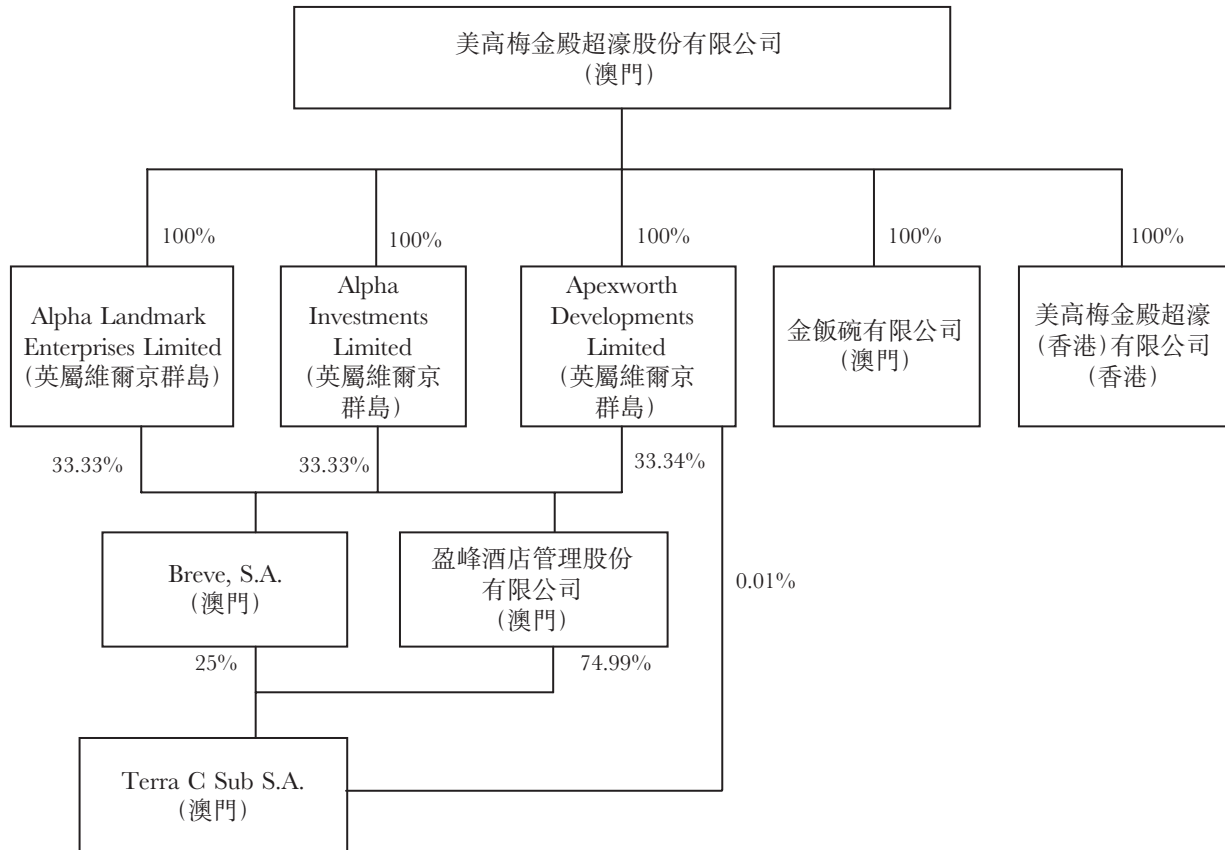 美高梅金殿超濠股份有限公司
(澳門)
100%
100%
100%
100%
100%
Alpha Landmark
Enterprises Limited
(英屬維爾京群島)
Alpha
Investments
Limited
(英屬維爾京
群島)
Apexworth
Developments
Limited
(英屬維爾京
群島)
金飯碗有限公司
(澳門)
美高梅金殿超濠
(香港)有限公司
(香港)
33.33%
33.33%
33.34%
Breve, S.A.
(澳門)
盈峰酒店管理股份
有限公司
(澳門)
0.01%
25%
74.99%
Terra C Sub S.A.
(澳門)